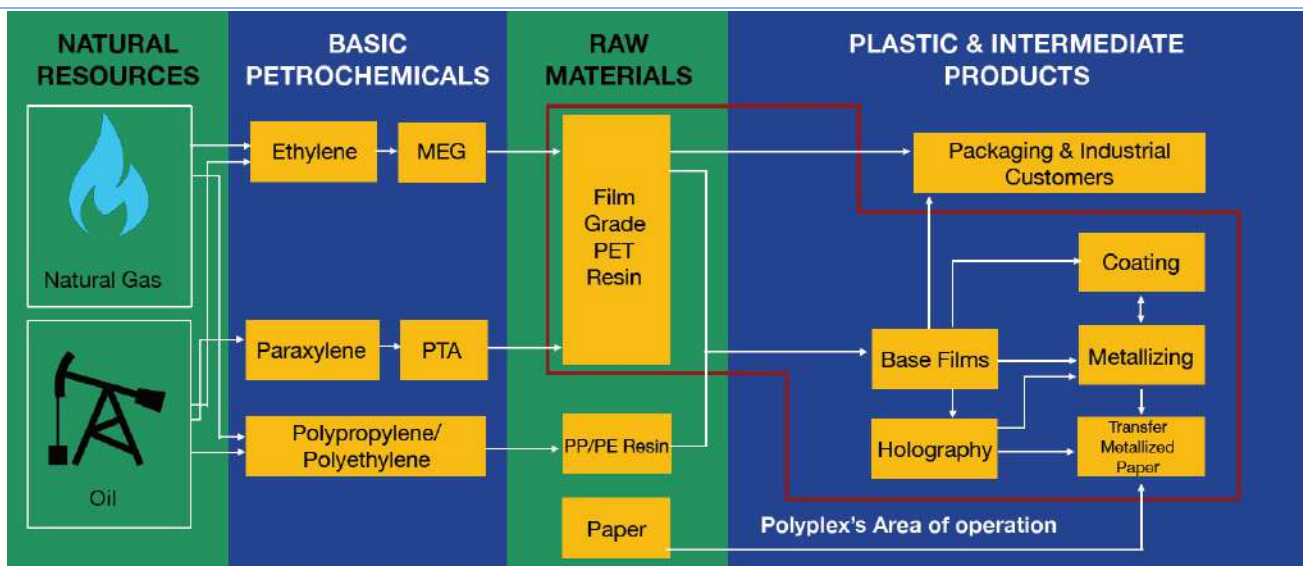 NATURAL
RESOURCES
BASIC
PETROCHEMICALS
RAW
MATERIALS
PLASTIC & INTERMEDIATE
PRODUCTS
Natural Gas
Oil
Ethylene
MEG
Paraxylene
PTA
Polypropylene/
Polyethylene
Film
Grade
PET
Resin
PP/PE Resin
Paper
Packaging & Industrial
Customers
Coating
Base Films
Metallizing
Holography
Transfer
Metallized
Paper
Polyplex's Area of operation